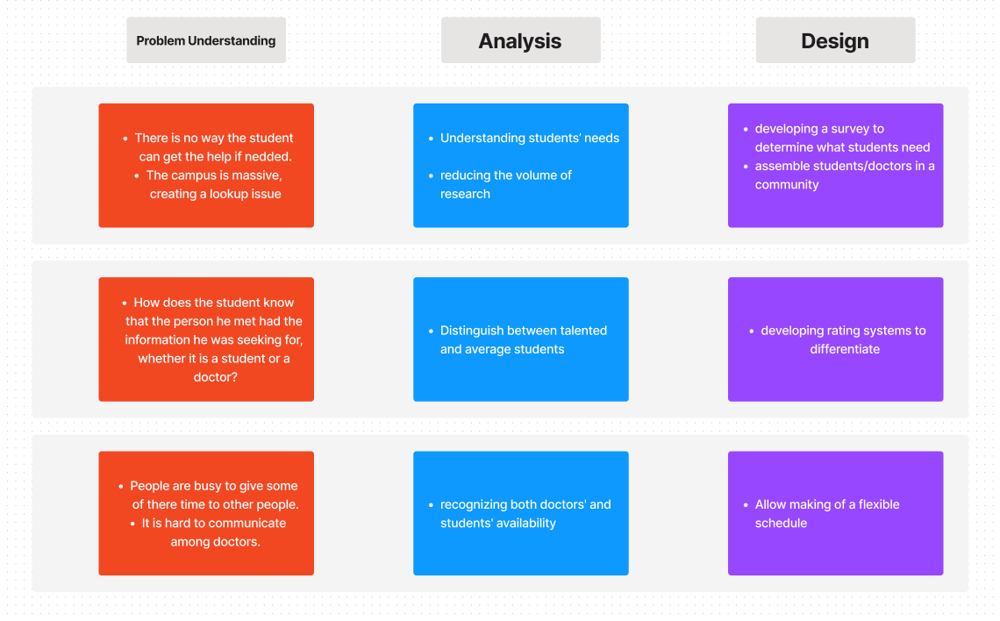 Problem Understanding
Analysis
Design
• There is no way the student
can get the help if nedded.
• The campus is massive,
creating a lookup issue
• Understanding students’ needs
• reducing the volume of
research
• developing a survey to
determine what students need
• assemble students/doctors in a
community
• How does the student know
that the person he met had the
information he was seeking for,
whether it is a student or a
doctor?
• Distinguish between talented
and average students
• developing rating systems to
differentiate
• People are busy to give some
of there time to other people.
• It is hard to communicate
among doctors.
• recognizing both doctors' and
students' availability
• Allow making of a flexible
schedule